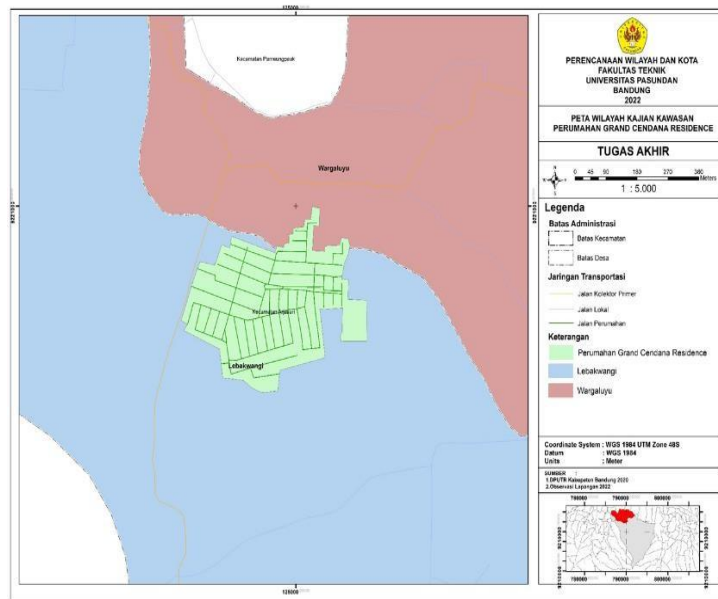 125000
Kecamatan Pameungpeuk
Wargaluyu
Lebakwangi
125000
PERENCANAAN WILAYAH DAN KOTA
FAKULTAS TEKNIK
UNIVERSITAS PASUNDAN
BANDUNG
2022
PETA WILAYAH KAJIAN KAWASAN
PERUMAHAN GRAND CENDANA RESIDENCE
TUGAS AKHIR
0 45 90 180 270 360
Meters
1 : 5.000
Legenda
Batas Administrasi
Batas Kecamatan
Batas Desa
Jaringan Transportasi
Jalan Kolektor Primer
Jalan Lokal
Jalan Perumahan
Keterangan
Perumahan Grand Cendana Residence
Lebakwangi
Wargaluyu
Coordinate System : WGS 1984 UTM Zone 48S
Datum : WGS 1984
Units : Meter
SUMBER :
1.DPUTR Kabupaten Bandung 2020
2.Observasi Lapangan 2022